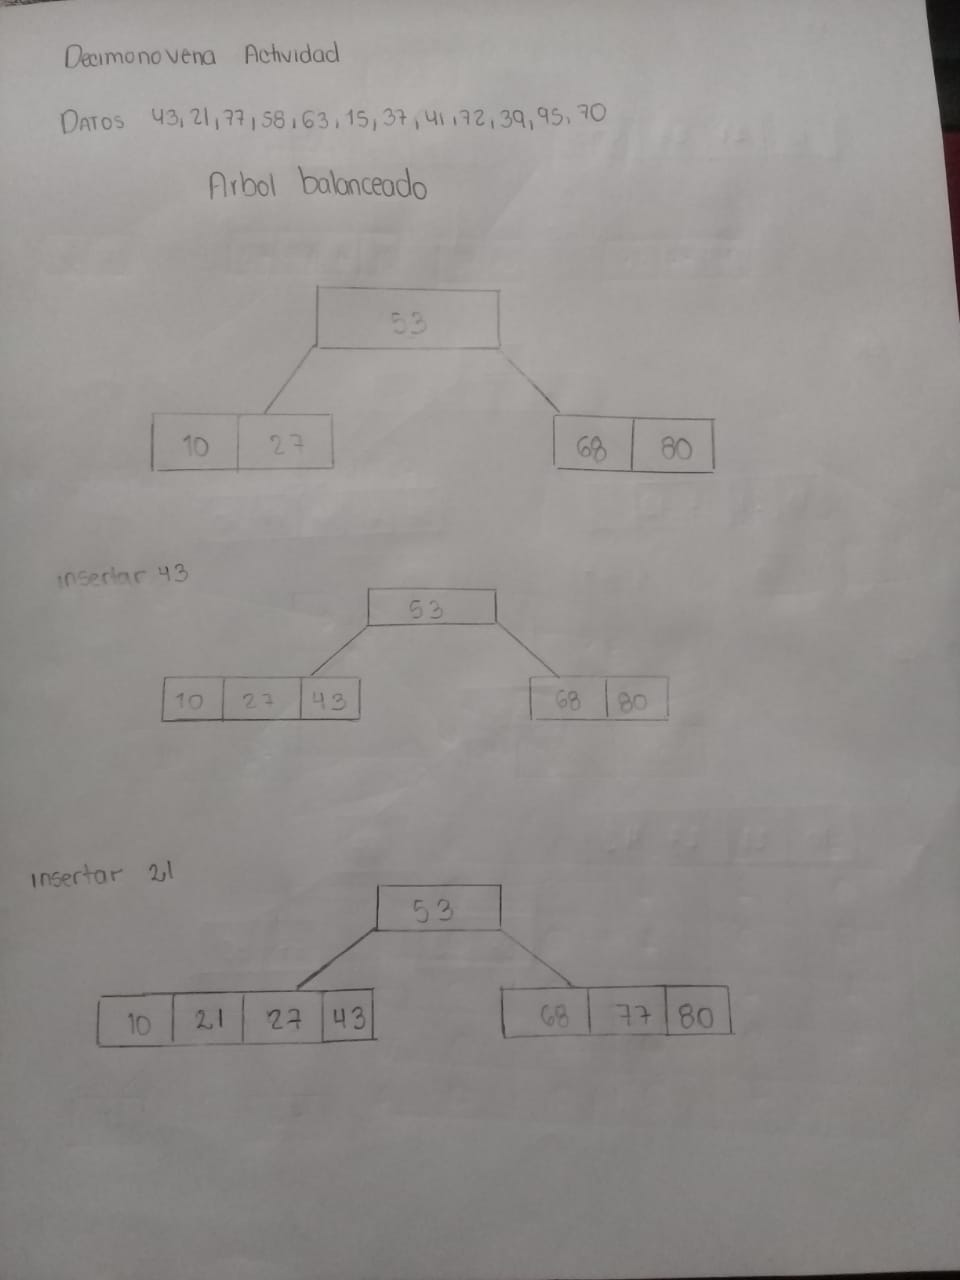 Decimonovena Actividad
DATOS 43, 21, 77, 58, 63, 15, 37, 41, 72, 39, 95, 70
Arbol balanceado
53
10 27 68 80
insertar 43
53
10 27 43 68 80
insertar 21
53
10 21 27 43 68 77 80